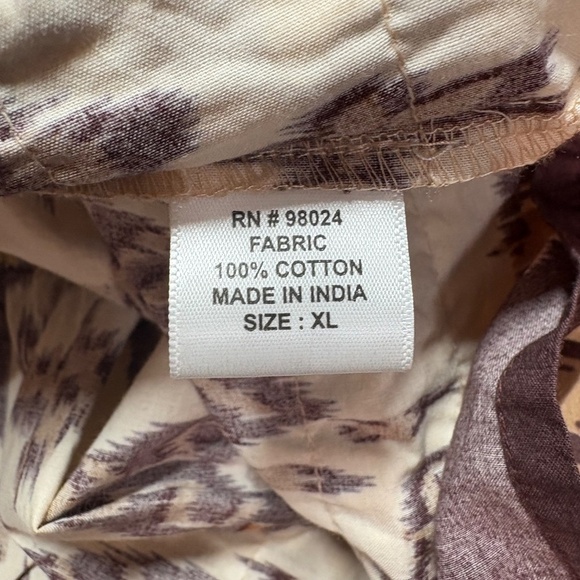 RN # 98024
FABRIC
100% COTTON
MADE IN INDIA
SIZE : XL